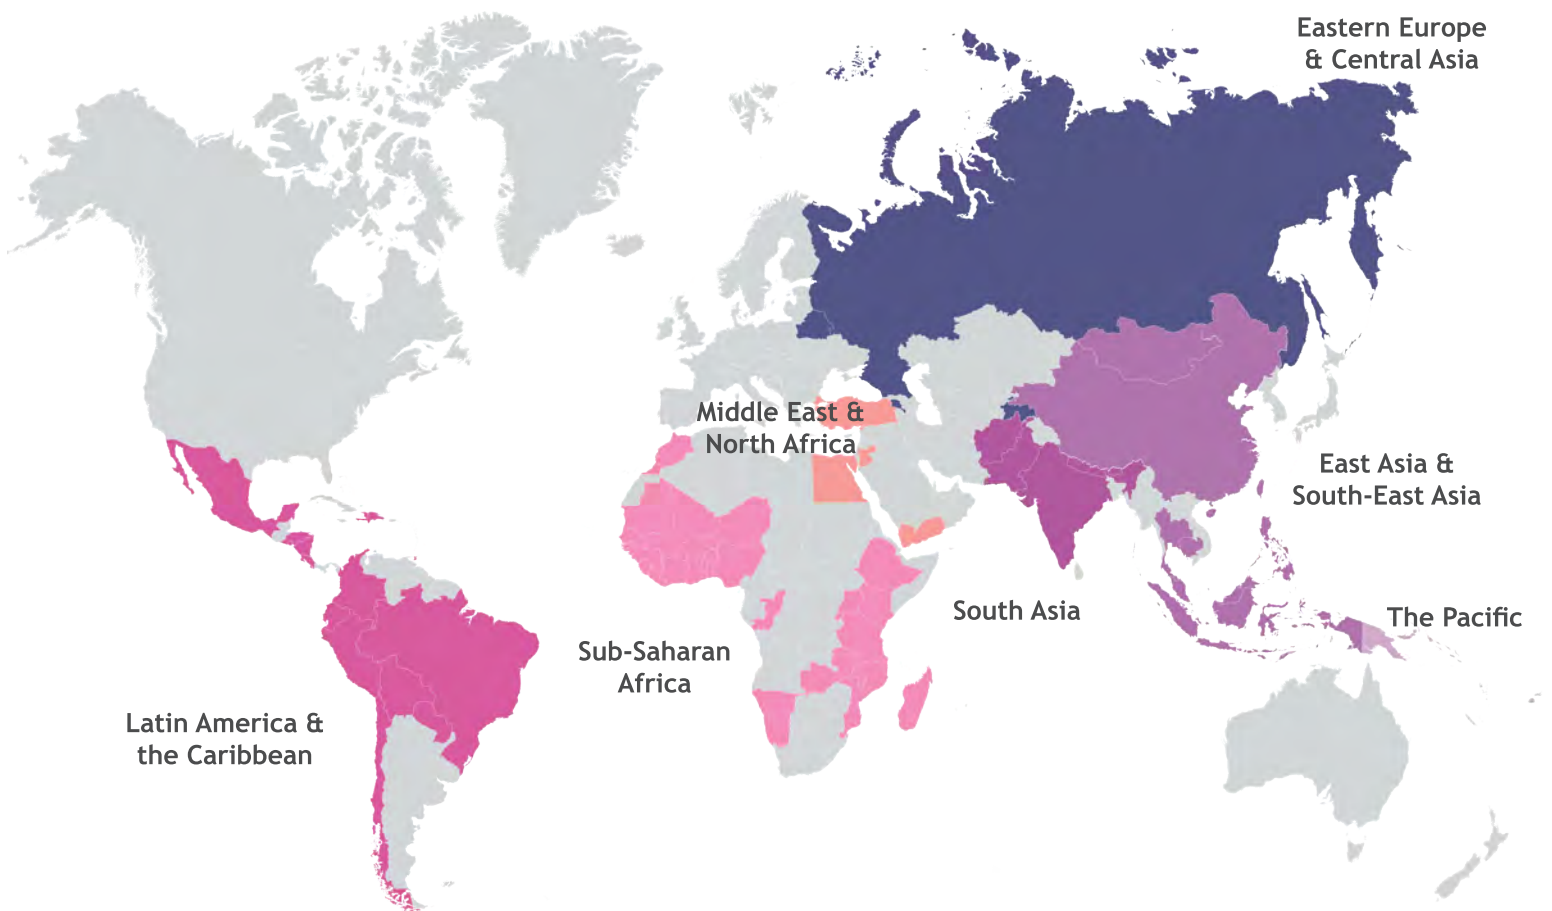 Eastern Europe
& Central Asia
Middle East &
North Africa
East Asia &
South-East Asia
South Asia
The Pacific
Sub-Saharan
Africa
Latin America &
the Caribbean